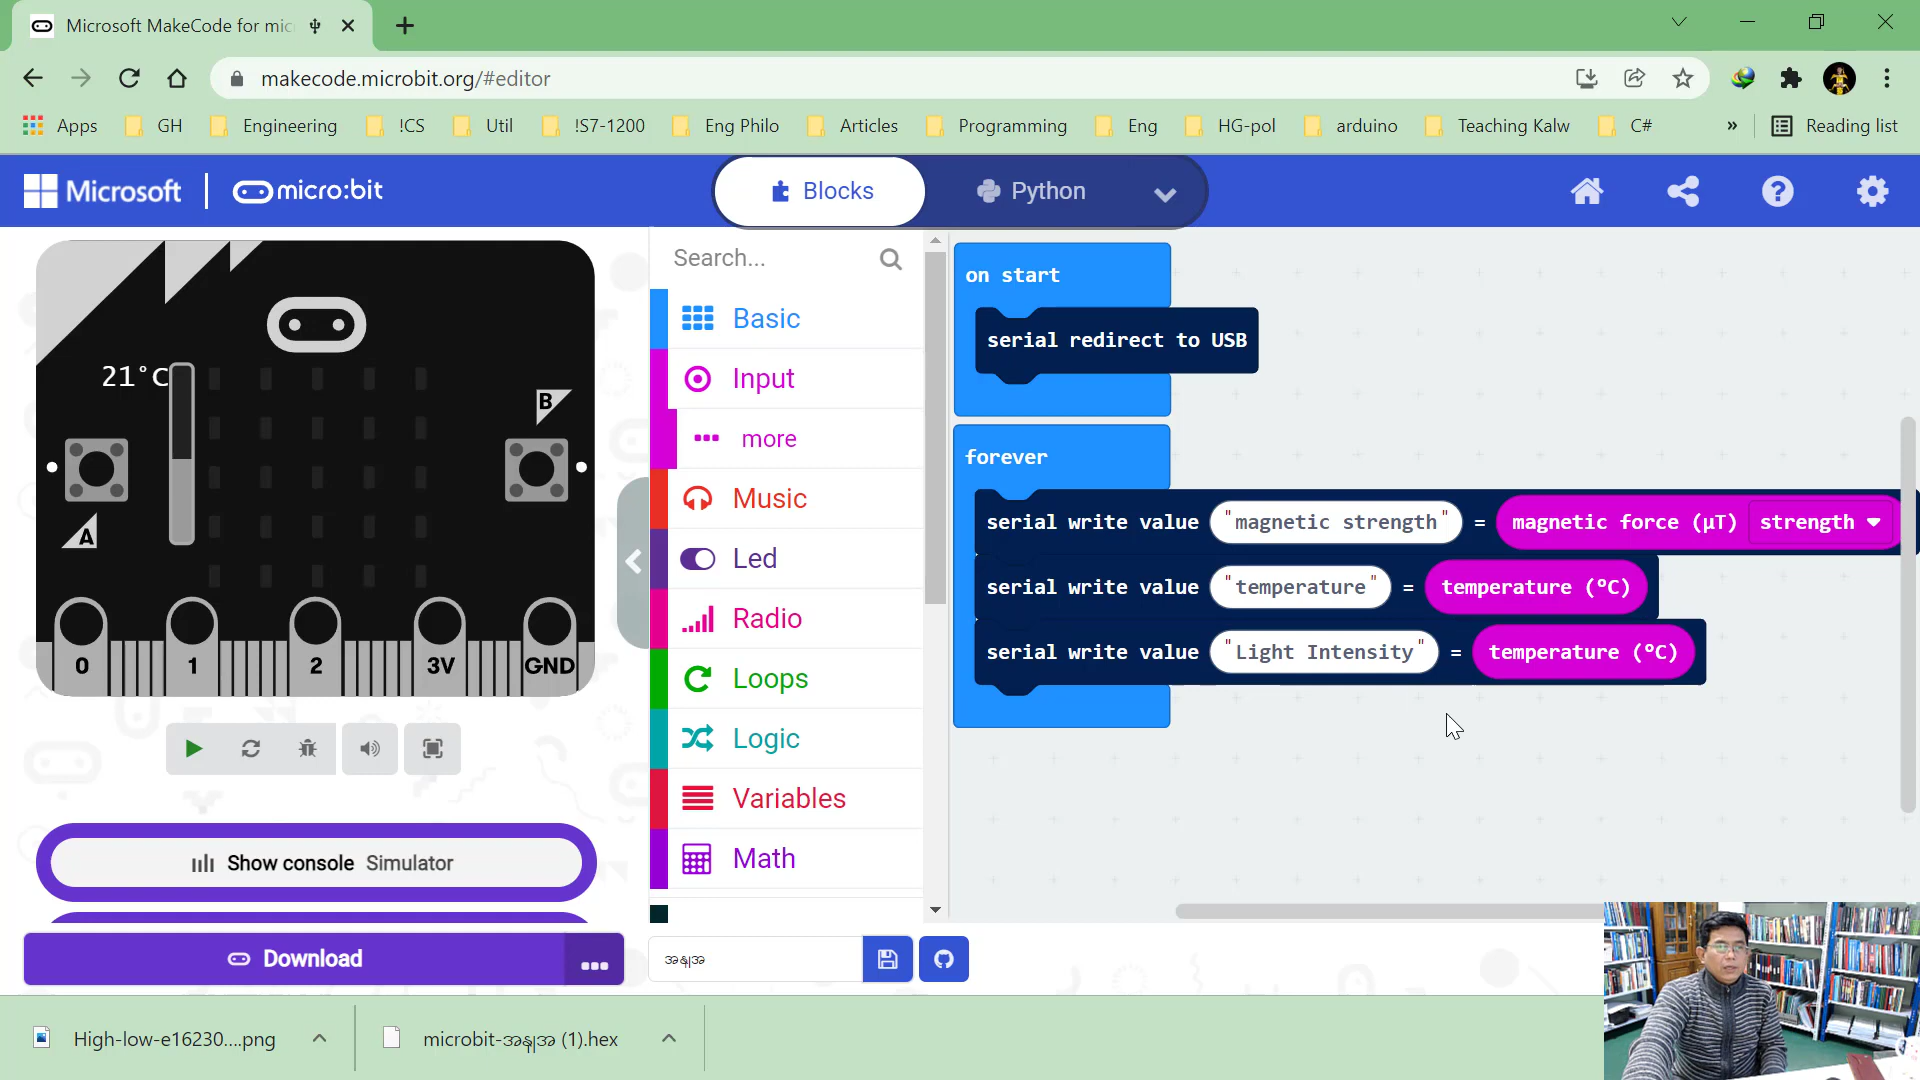 Microsoft MakeCode for mic
makecode.microbit.org/#editor
Apps GH Engineering !CS Util !S7-1200 Eng Philo Articles Programming Eng HG-pol arduino Teaching Kalw C# » Reading list
Microsoft micro:bit Blocks Python
Search...
Basic
Input
more
Music
Led
Radio
Loops
Logic
Variables
Math
21°C
B
A
0 1 2 3V GND
Show console Simulator
Download
on start
serial redirect to USB
forever
serial write value "magnetic strength" = magnetic force (µT) strength
serial write value "temperature" = temperature (°C)
serial write value "Light Intensity" = temperature (°C)
High-low-e16230....png